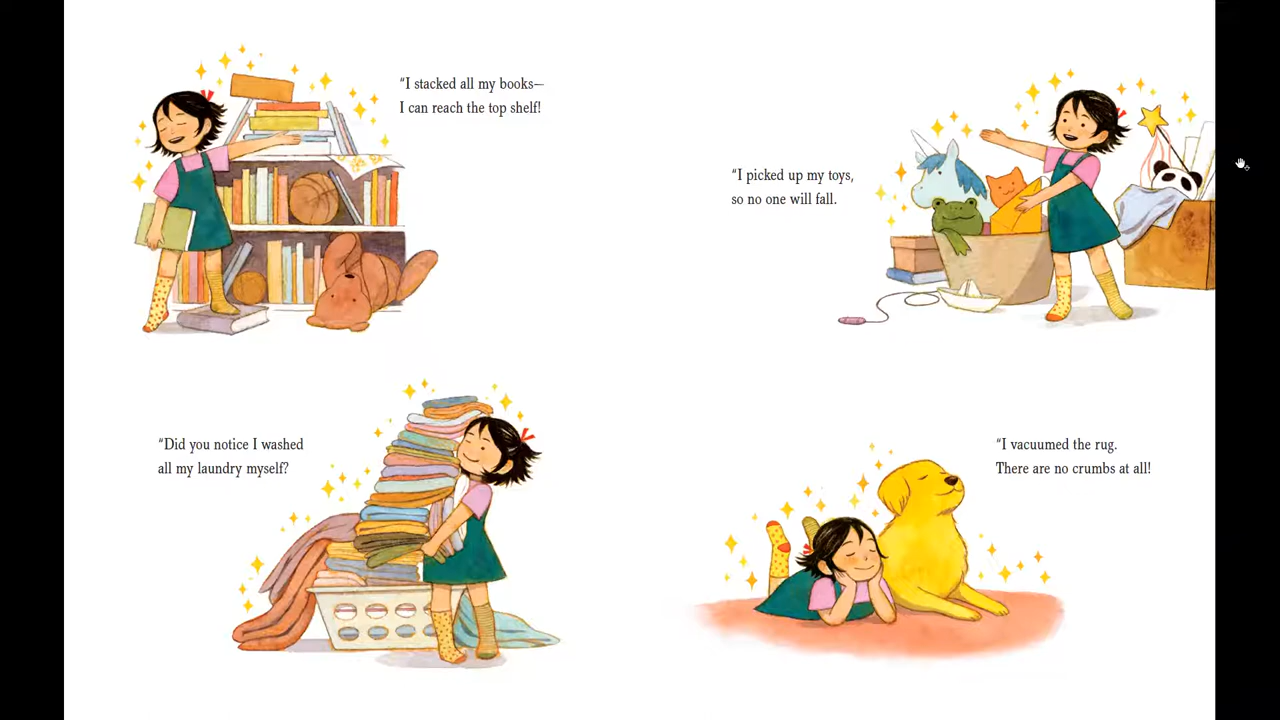 “I stacked all my books—
I can reach the top shelf!
“I picked up my toys,
so no one will fall.
“Did you notice I washed
all my laundry myself?
“I vacuumed the rug.
There are no crumbs at all!